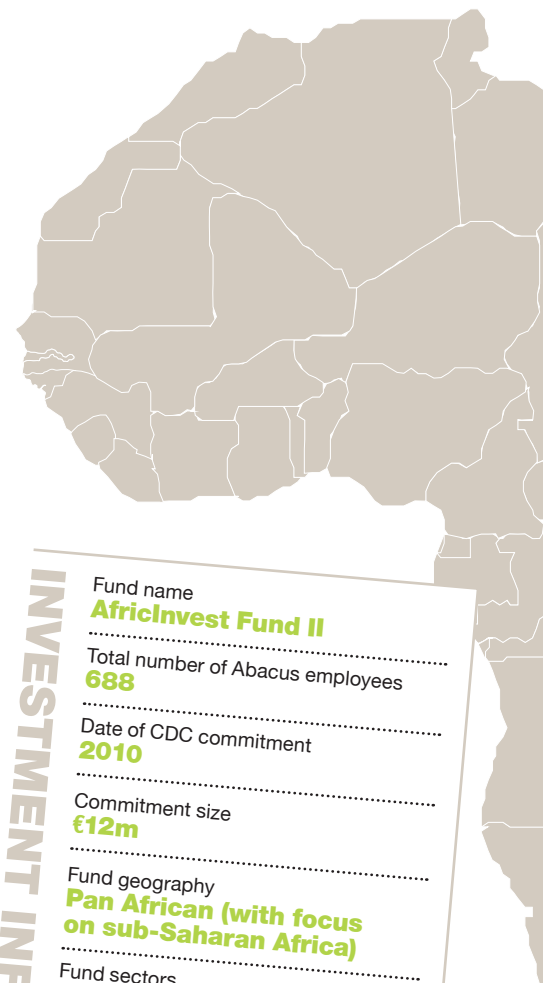 INVESTMENT INF
Fund name
AfricInvest Fund II
Total number of Abacus employees
688
Date of CDC commitment
2010
Commitment size
€12m
Fund geography
Pan African (with focus
on sub-Saharan Africa)
Fund sectors